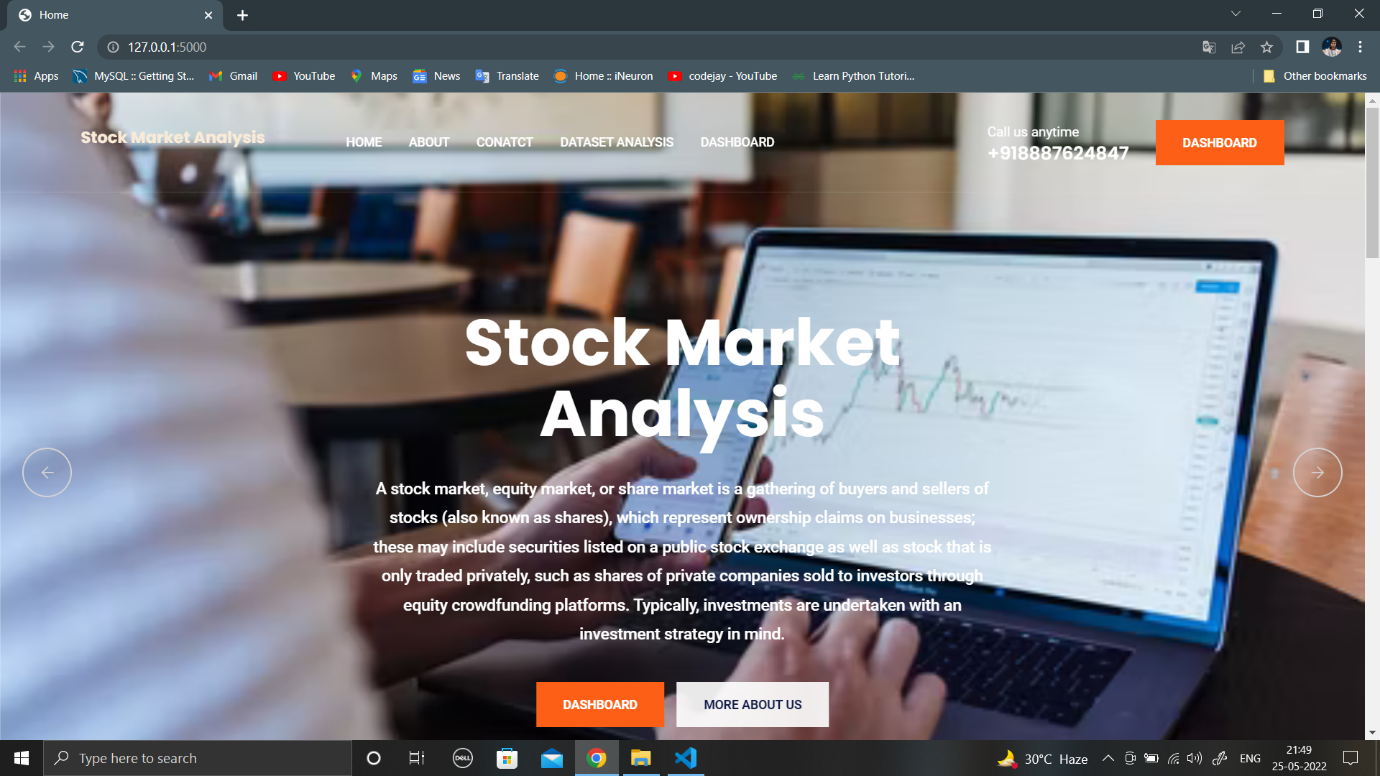 Home
127.0.0.1:5000
Apps
MySQL :: Getting St...
Gmail
YouTube
Maps
News
Translate
Home :: iNeuron
codejay - YouTube
Learn Python Tutori...
Other bookmarks
Stock Market Analysis
HOME
ABOUT
CONATCT
DATASET ANALYSIS
DASHBOARD
Call us anytime
+918887624847
DASHBOARD
Stock Market
Analysis
A stock market, equity market, or share market is a gathering of buyers and sellers of
stocks (also known as shares), which represent ownership claims on businesses;
these may include securities listed on a public stock exchange as well as stock that is
only traded privately, such as shares of private companies sold to investors through
equity crowdfunding platforms. Typically, investments are undertaken with an
investment strategy in mind.
DASHBOARD
MORE ABOUT US
Type here to search
DELL
30°C Haze
ENG
21:49
25-05-2022